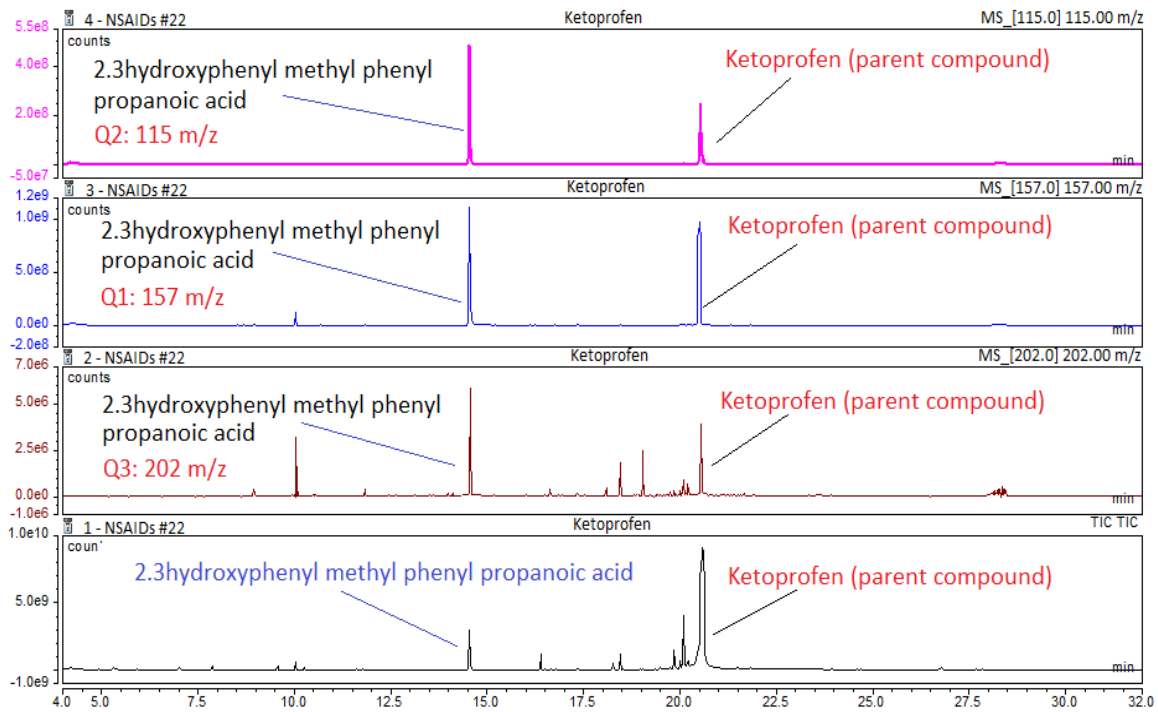 4 - NSAIDs #22 Ketoprofen MS_[115.0] 115.00 m/z
5.5e8
counts
4.0e8
2.0e8
-5.0e7
2.3hydroxyphenyl methyl phenyl
propanoic acid
Q2: 115 m/z
Ketoprofen (parent compound)
min
3 - NSAIDs #22 Ketoprofen MS_[157.0] 157.00 m/z
1.2e9
counts
1.0e9
5.0e8
0.0e0
-2.0e8
2.3hydroxyphenyl methyl phenyl
propanoic acid
Q1: 157 m/z
Ketoprofen (parent compound)
min
2 - NSAIDs #22 Ketoprofen MS_[202.0] 202.00 m/z
7.0e6
counts
5.0e6
2.5e6
0.0e0
-1.0e6
2.3hydroxyphenyl methyl phenyl
propanoic acid
Q3: 202 m/z
Ketoprofen (parent compound)
min
1 - NSAIDs #22 Ketoprofen TIC TIC
1.0e10
coun'
5.0e9
-1.0e9
2.3hydroxyphenyl methyl phenyl propanoic acid
Ketoprofen (parent compound)
min
4.0 5.0 7.5 10.0 12.5 15.0 17.5 20.0 22.5 25.0 27.5 30.0 32.0